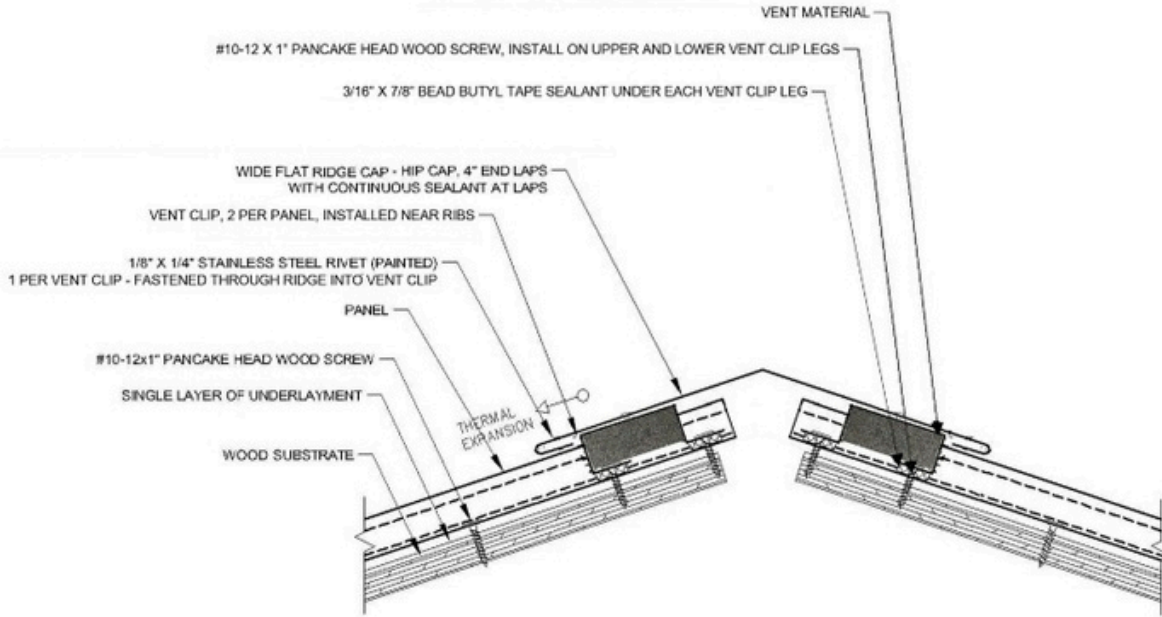 VENT MATERIAL
#10-12 X 1" PANCAKE HEAD WOOD SCREW, INSTALL ON UPPER AND LOWER VENT CLIP LEGS
3/16" X 7/8" BEAD BUTYL TAPE SEALANT UNDER EACH VENT CLIP LEG
WIDE FLAT RIDGE CAP - HIP CAP, 4" END LAPS
WITH CONTINUOUS SEALANT AT LAPS
VENT CLIP, 2 PER PANEL, INSTALLED NEAR RIBS
1/8" X 1/4" STAINLESS STEEL RIVET (PAINTED)
1 PER VENT CLIP - FASTENED THROUGH RIDGE INTO VENT CLIP
PANEL
#10-12x1" PANCAKE HEAD WOOD SCREW
SINGLE LAYER OF UNDERLAYMENT
THERMAL
EXPANSION
WOOD SUBSTRATE